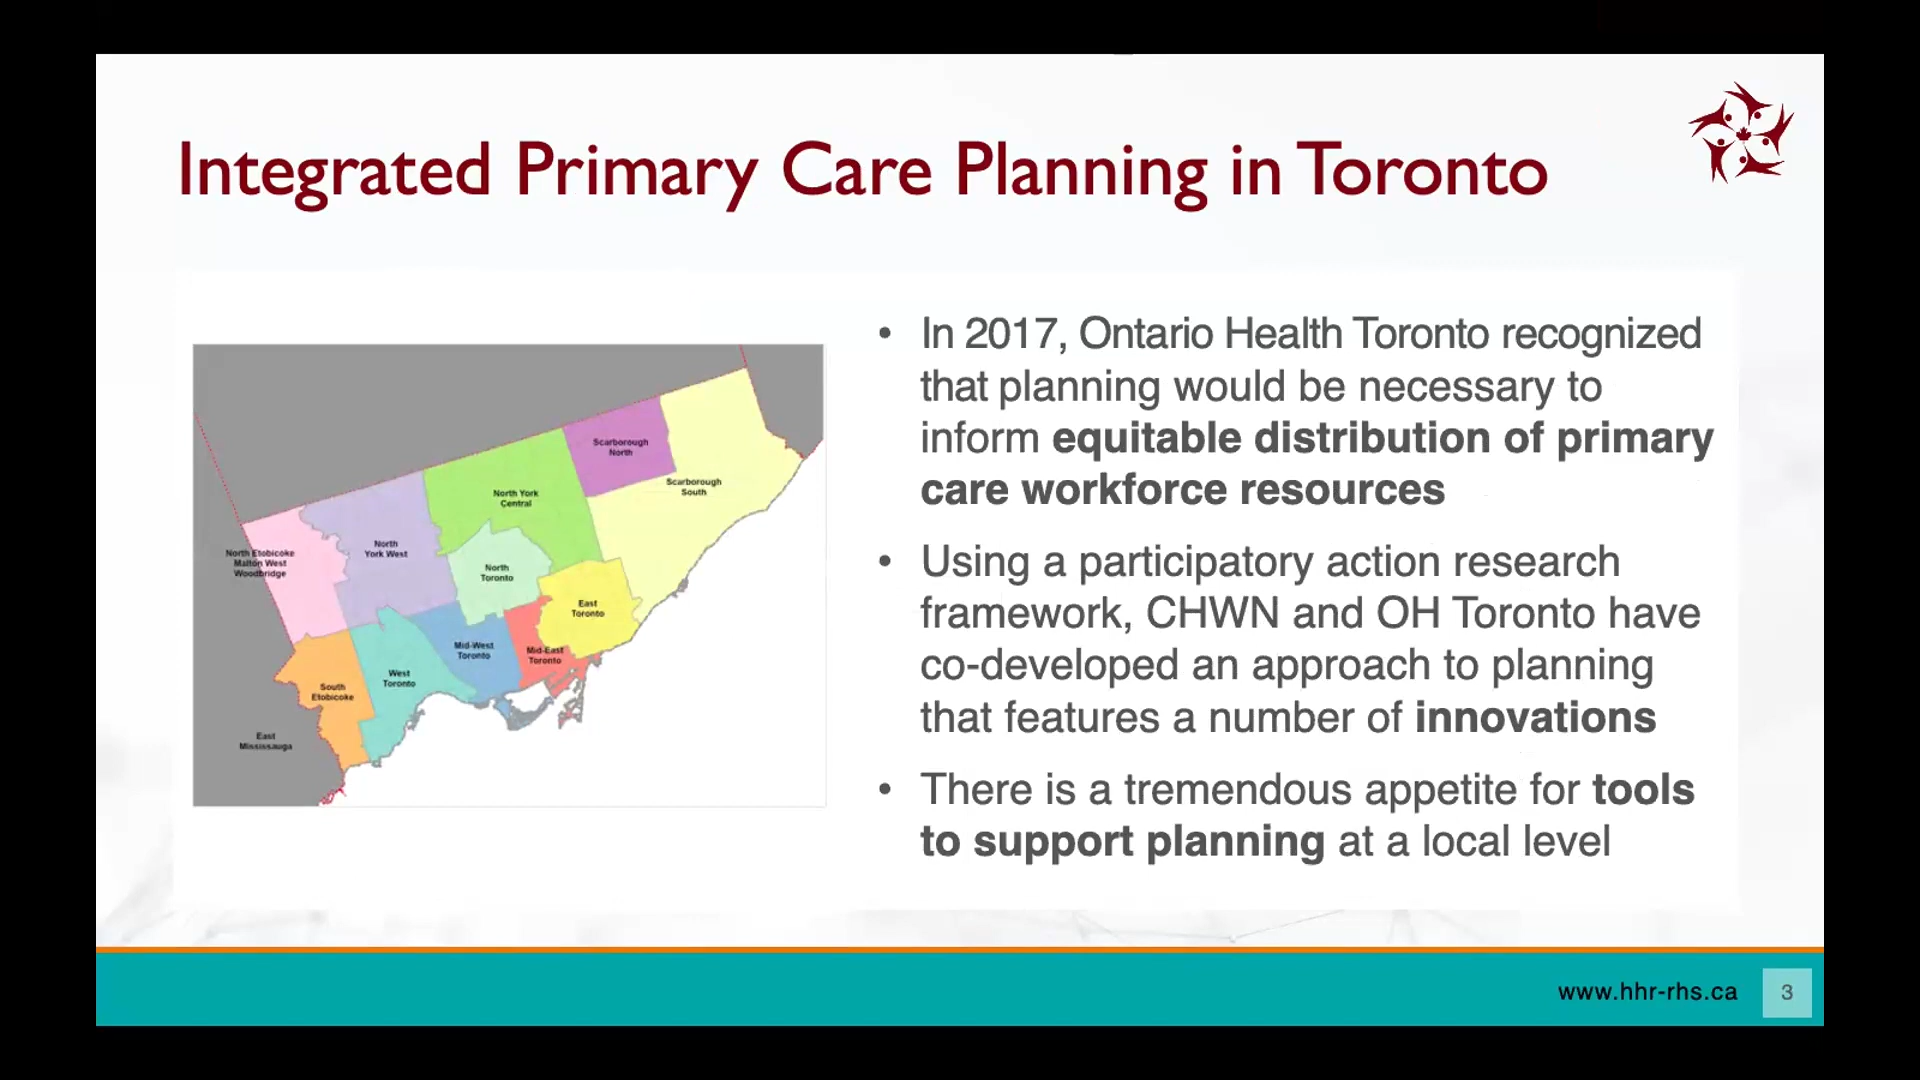 Integrated Primary Care Planning in Toronto
Scarborough
North
Scarborough
South
North York
Central
North
York West
North Etobicoke
Malton West
Woodbridge
North
Toronto
East
Toronto
Mid-West
Toronto
Mid-East
Toronto
West
Toronto
South
Etobicoke
East
Mississauga
• In 2017, Ontario Health Toronto recognized
that planning would be necessary to
inform equitable distribution of primary
care workforce resources
• Using a participatory action research
framework, CHWN and OH Toronto have
co-developed an approach to planning
that features a number of innovations
• There is a tremendous appetite for tools
to support planning at a local level
www.hhr-rhs.ca
3